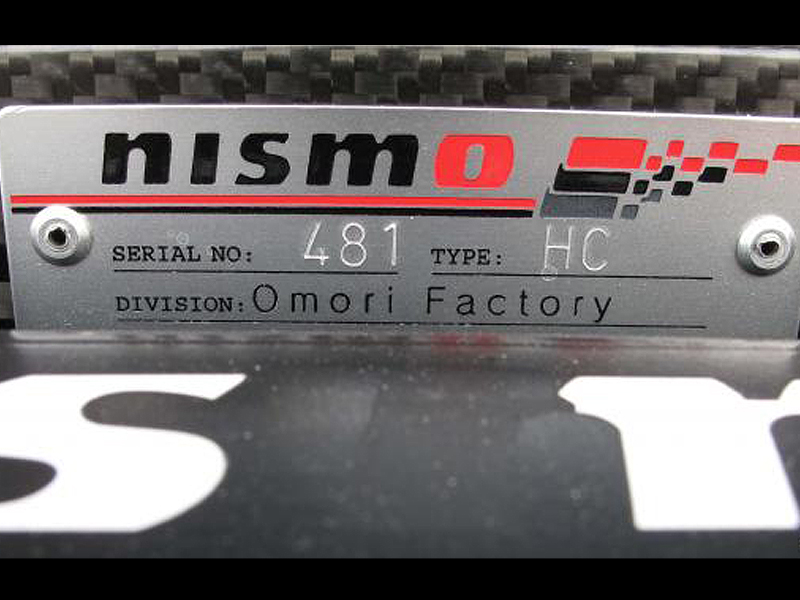 nismo
SERIAL NO: 481 TYPE: HC
DIVISION: Omori Factory
S